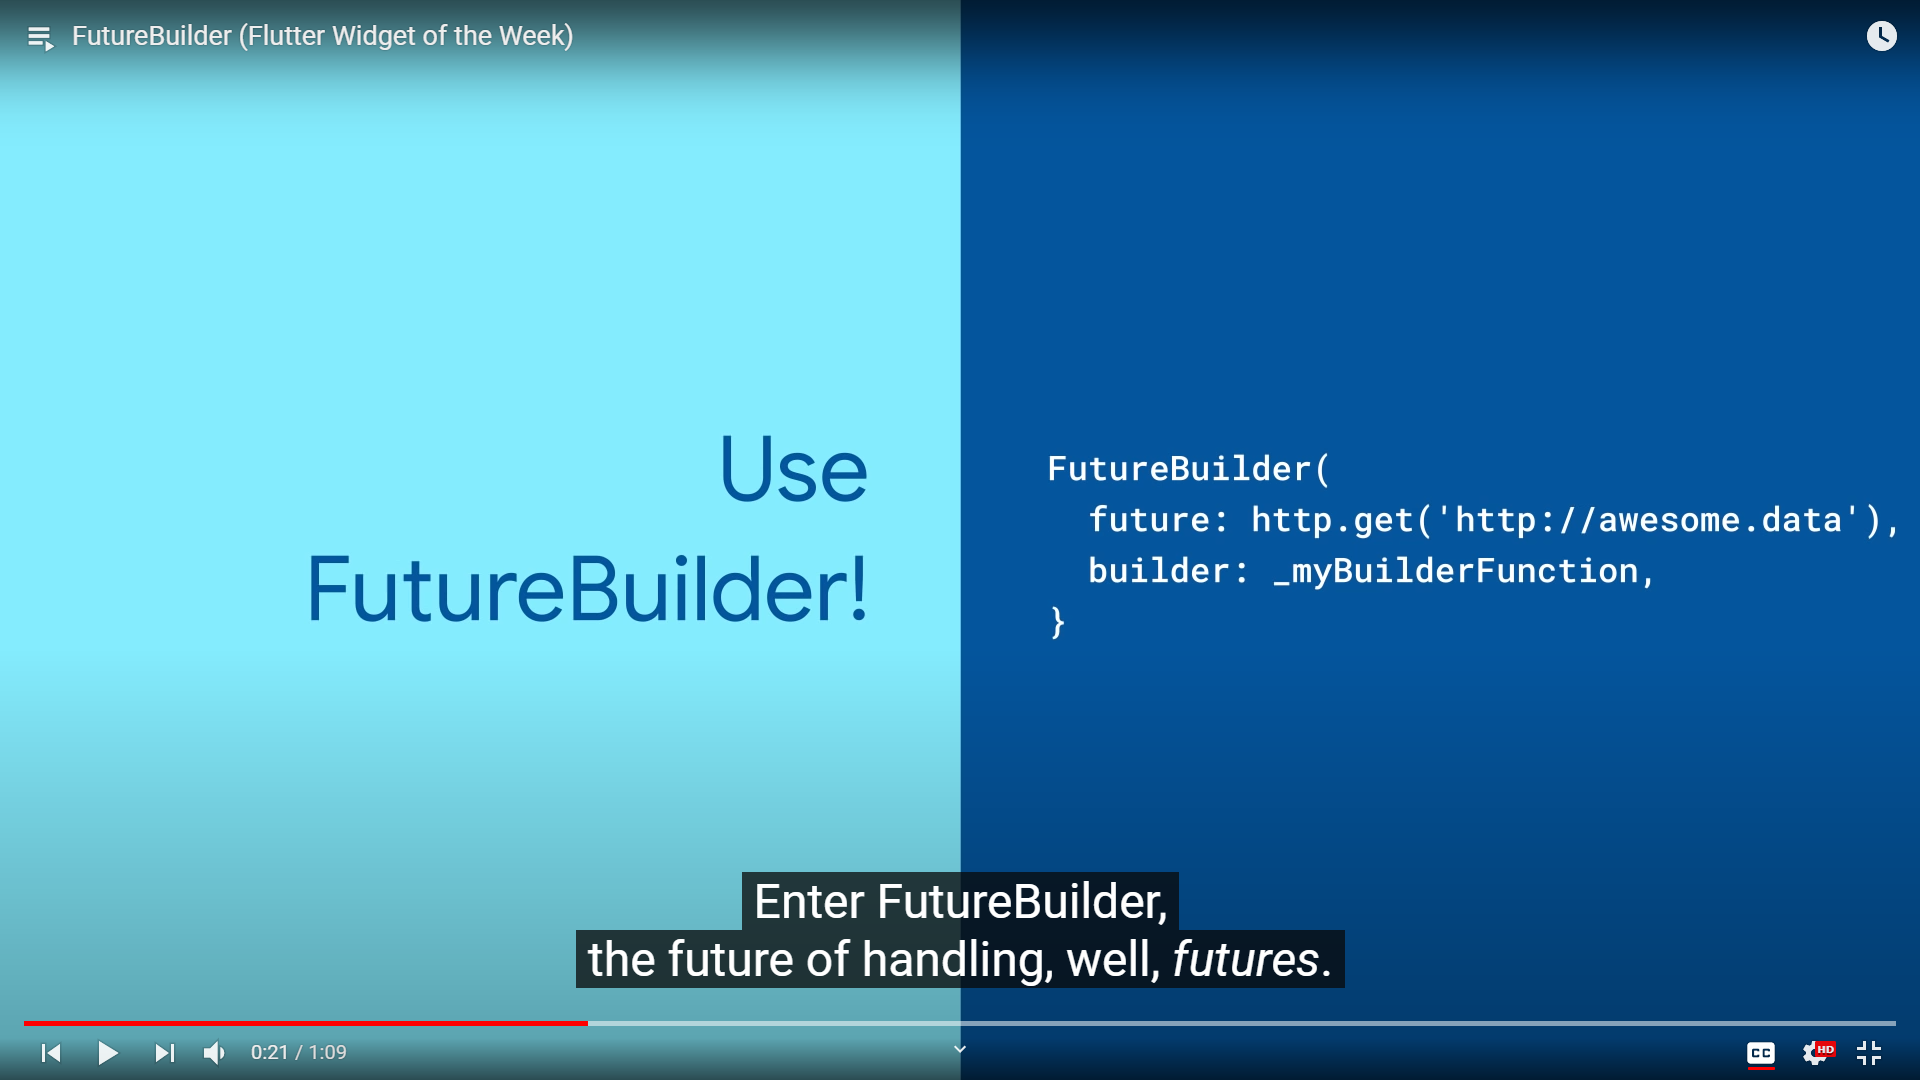 FutureBuilder (Flutter Widget of the Week)
Use
FutureBuilder!
FutureBuilder(
  future: http.get('http://awesome.data'),
  builder: _myBuilderFunction,
}
Enter FutureBuilder,
the future of handling, well, futures.
0:21 / 1:09
CC
HD